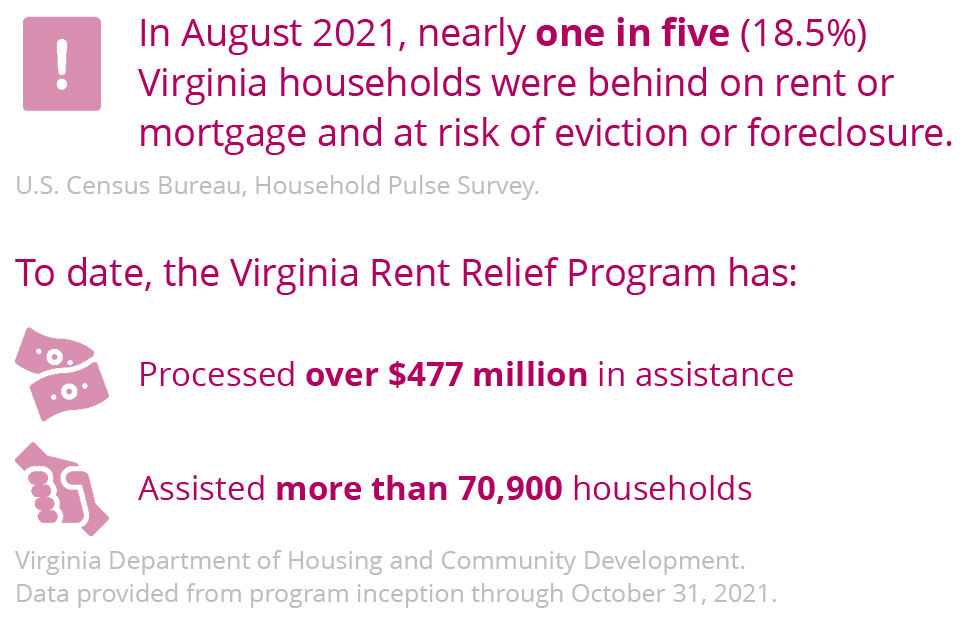 In August 2021, nearly one in five (18.5%)
Virginia households were behind on rent or
mortgage and at risk of eviction or foreclosure.
U.S. Census Bureau, Household Pulse Survey.
To date, the Virginia Rent Relief Program has:
Processed over $477 million in assistance
Assisted more than 70,900 households
Virginia Department of Housing and Community Development.
Data provided from program inception through October 31, 2021.